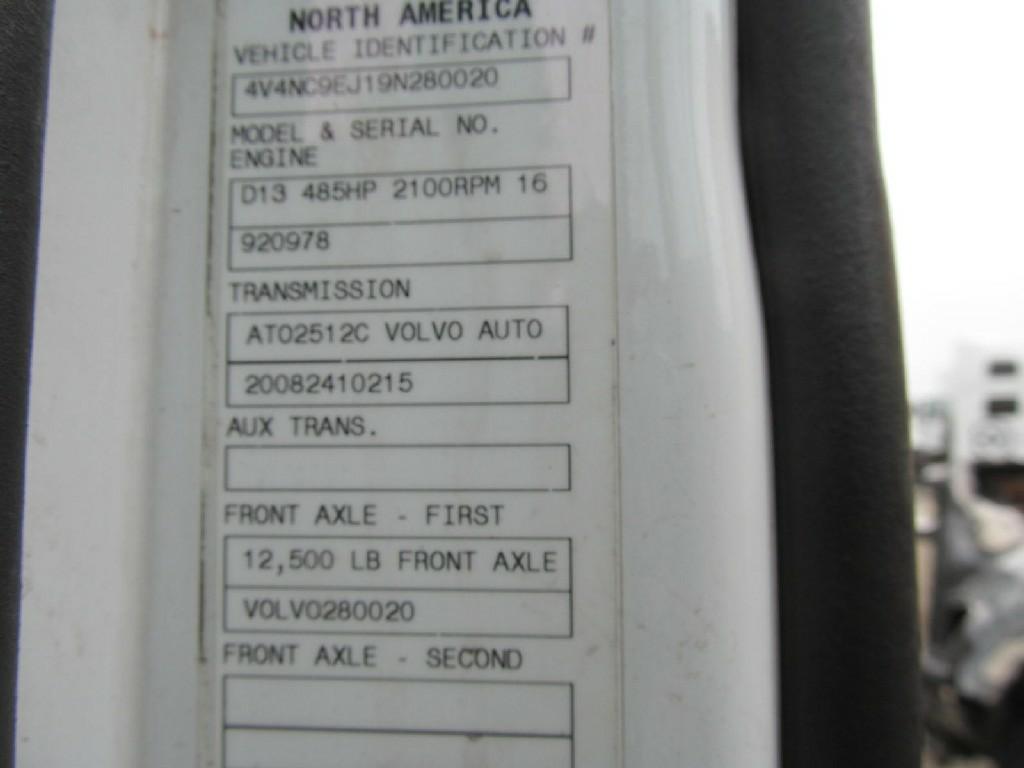 NORTH AMERICA
VEHICLE IDENTIFICATION #
4V4NC9EJ19N280020
MODEL & SERIAL NO.
ENGINE
D13 485HP 2100RPM 16
920978
TRANSMISSION
ATO2512C VOLVO AUTO
20082410215
AUX TRANS.
FRONT AXLE - FIRST
12,500 LB FRONT AXLE
VOLVO280020
FRONT AXLE - SECOND